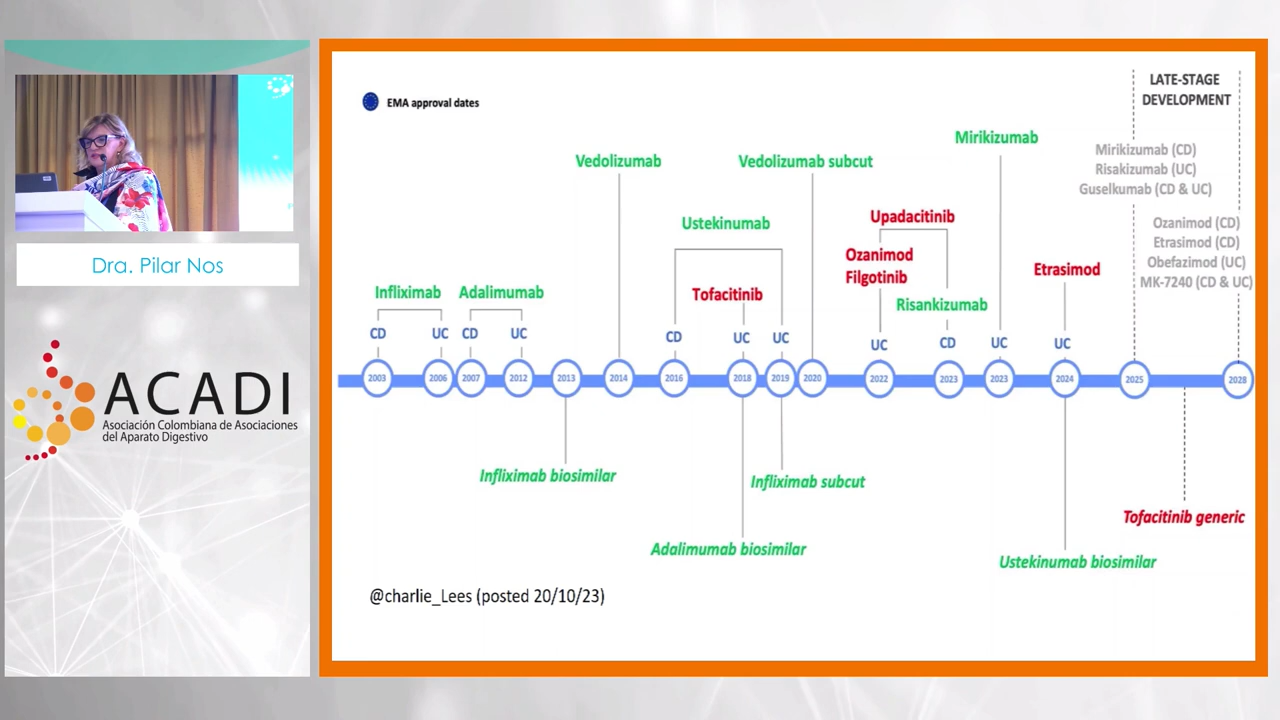 Dra. Pilar Nos
ACADI
Asociación Colombiana de Asociaciones
del Aparato Digestivo
EMA approval dates
LATE-STAGE
DEVELOPMENT
Mirikizumab (CD)
Risakizumab (UC)
Guselkumab (CD & UC)
Ozanimod (CD)
Etrasimod (CD)
Obefazimod (UC)
MK-7240 (CD & UC)
Mirikizumab
Vedolizumab
Vedolizumab subcut
Ustekinumab
Upadacitinib
Ozanimod
Filgotinib
Etrasimod
Infliximab
Adalimumab
Tofacitinib
Risankizumab
CD
UC
CD
UC
CD
UC
UC
UC
CD
UC
UC
2003
2006
2007
2012
2013
2014
2016
2018
2019
2020
2022
2023
2023
2024
2025
2028
Infliximab biosimilar
Infliximab subcut
Tofacitinib generic
Adalimumab biosimilar
Ustekinumab biosimilar
@charlie_Lees (posted 20/10/23)